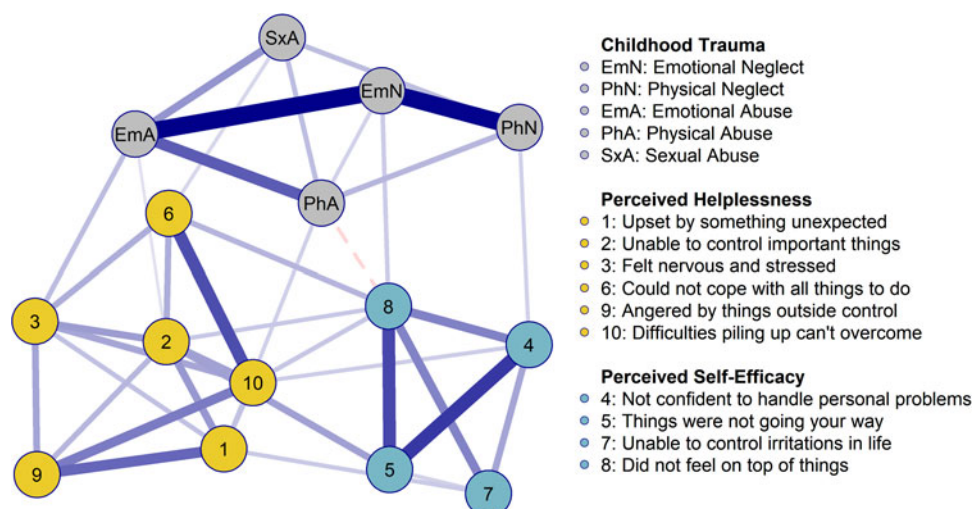 SxA
EmN
EmA
PhN
PhA
6
8
3
2
4
10
1
5
9
7
Childhood Trauma
EmN: Emotional Neglect
PhN: Physical Neglect
EmA: Emotional Abuse
PhA: Physical Abuse
SxA: Sexual Abuse
Perceived Helplessness
1: Upset by something unexpected
2: Unable to control important things
3: Felt nervous and stressed
6: Could not cope with all things to do
9: Angered by things outside control
10: Difficulties piling up can't overcome
Perceived Self-Efficacy
4: Not confident to handle personal problems
5: Things were not going your way
7: Unable to control irritations in life
8: Did not feel on top of things